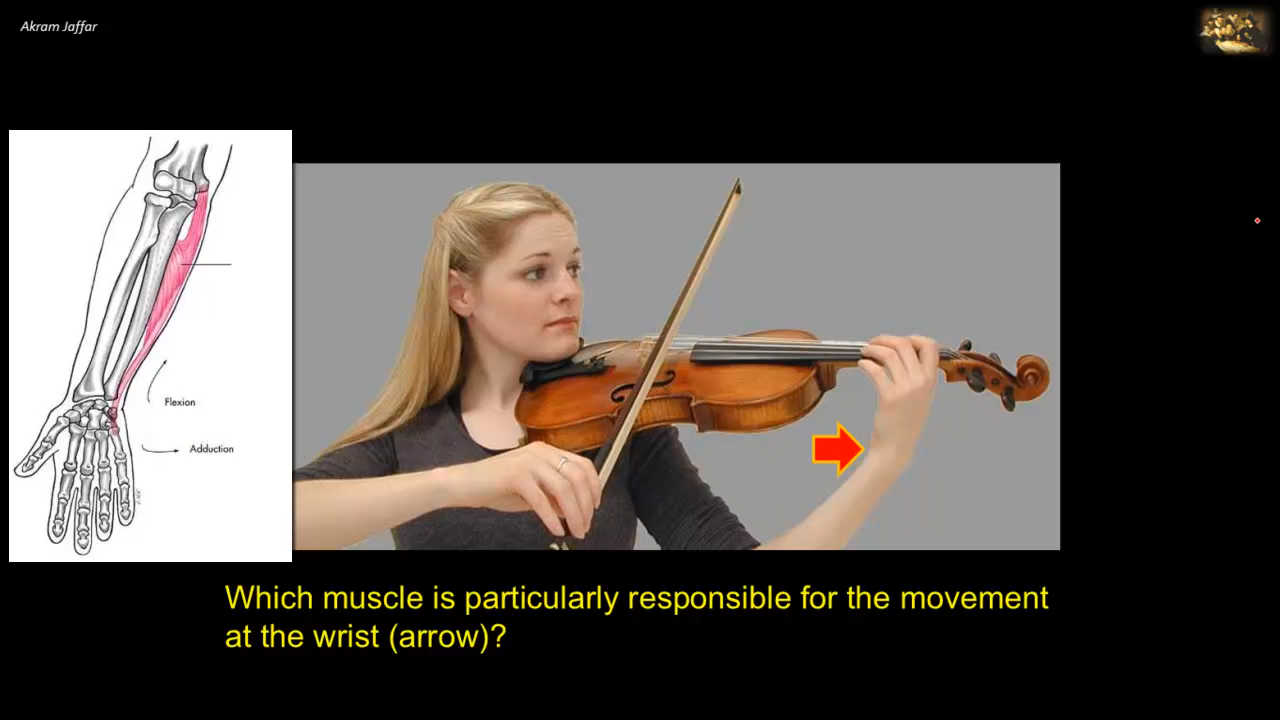 Akram Jaffar
Flexion
Adduction
Which muscle is particularly responsible for the movement
at the wrist (arrow)?